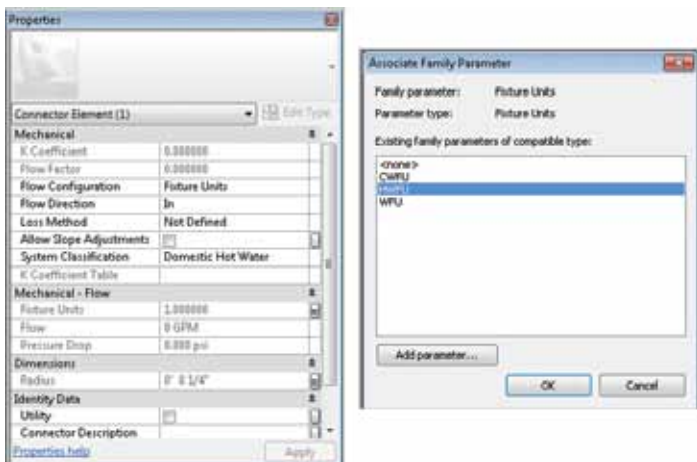 Properties
Connector Element (1)
Edit Type
Mechanical
K Coefficient 0.000000
Flow Factor 0.000000
Flow Configuration Fixture Units
Flow Direction In
Loss Method Not Defined
Allow Slope Adjustments
System Classification Domestic Hot Water
K Coefficient Table
Mechanical - Flow
Fixture Units 1.000000
Flow 0 GPM
Pressure Drop 0.000 psi
Dimensions
Radius 0' 0 1/4"
Identity Data
Utility
Connector Description
Properties help
Apply
Associate Family Parameter
Family parameter: Fixture Units
Parameter type: Fixture Units
Existing family parameters of compatible type:
<none>
CWFU
HWFU
WFU
Add parameter...
OK
Cancel